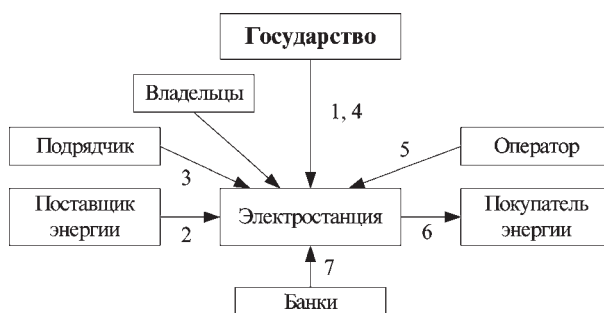 Государство
Владельцы
1, 4
Подрядчик
5
Оператор
3
Поставщик
энергии
2
Электростанция
6
Покупатель
энергии
7
Банки